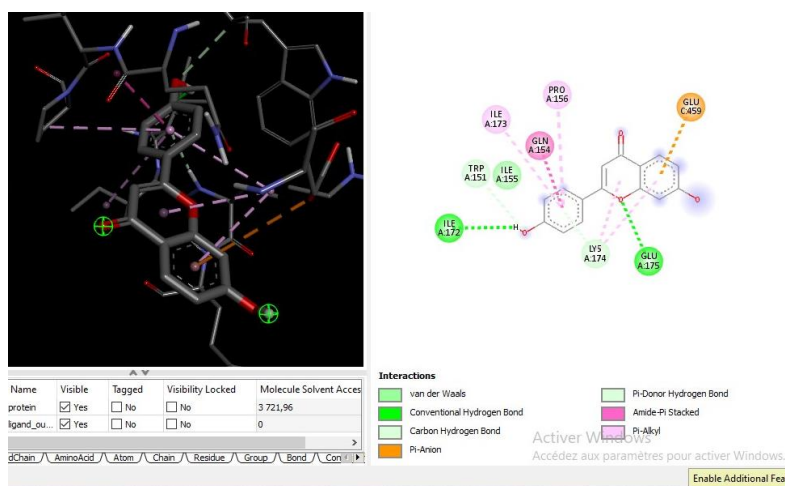 PRO
A:156
GLU
C:459
ILE
A:173
GLN
A:154
TRP
A:151
ILE
A:155
O
O
O
O
H
ILE
A:172
LYS
A:174
GLU
A:175
Interactions
van der Waals
Conventional Hydrogen Bond
Carbon Hydrogen Bond
Pi-Anion
Pi-Donor Hydrogen Bond
Amide-Pi Stacked
Pi-Alkyl
Activer Windows
Accédez aux paramètres pour activer Windows.
Name Visible Tagged Visibility Locked Molecule Solvent Acces
protein Yes No No 3 721,96
ligand_ou... Yes No No 0
dChain AminoAcid Atom Chain Residue Group Bond Con
Enable Additional Fea